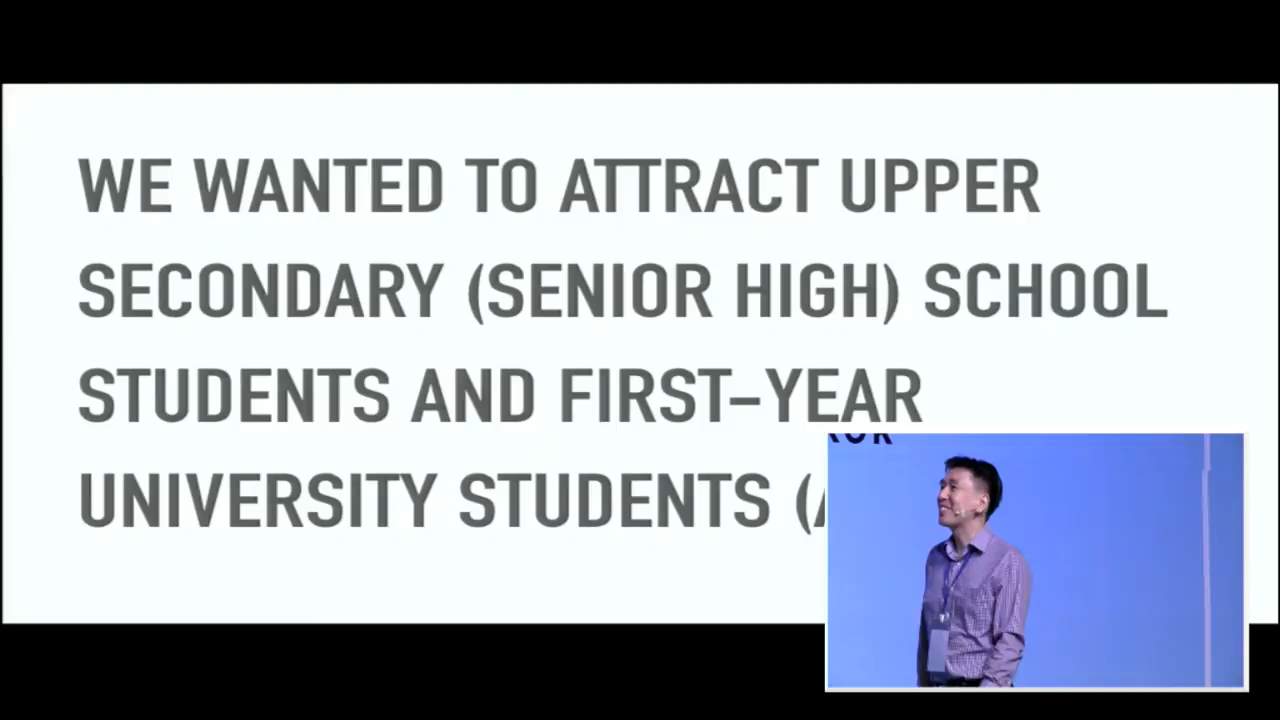 WE WANTED TO ATTRACT UPPER
SECONDARY (SENIOR HIGH) SCHOOL
STUDENTS AND FIRST–YEAR
UNIVERSITY STUDENTS